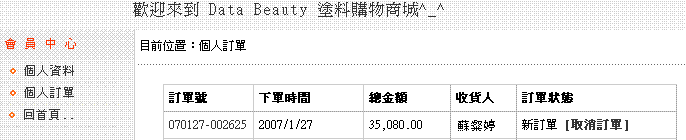 歡迎來到 Data Beauty 塗料購物商城^_^
會 員 中 心
個人資料
個人訂單
回首頁..
目前位置：個人訂單
訂單號 下單時間 總金額 收貨人 訂單狀態
070127-002625 2007/1/27 35,080.00 蘇婷 新訂單 [取消訂單]